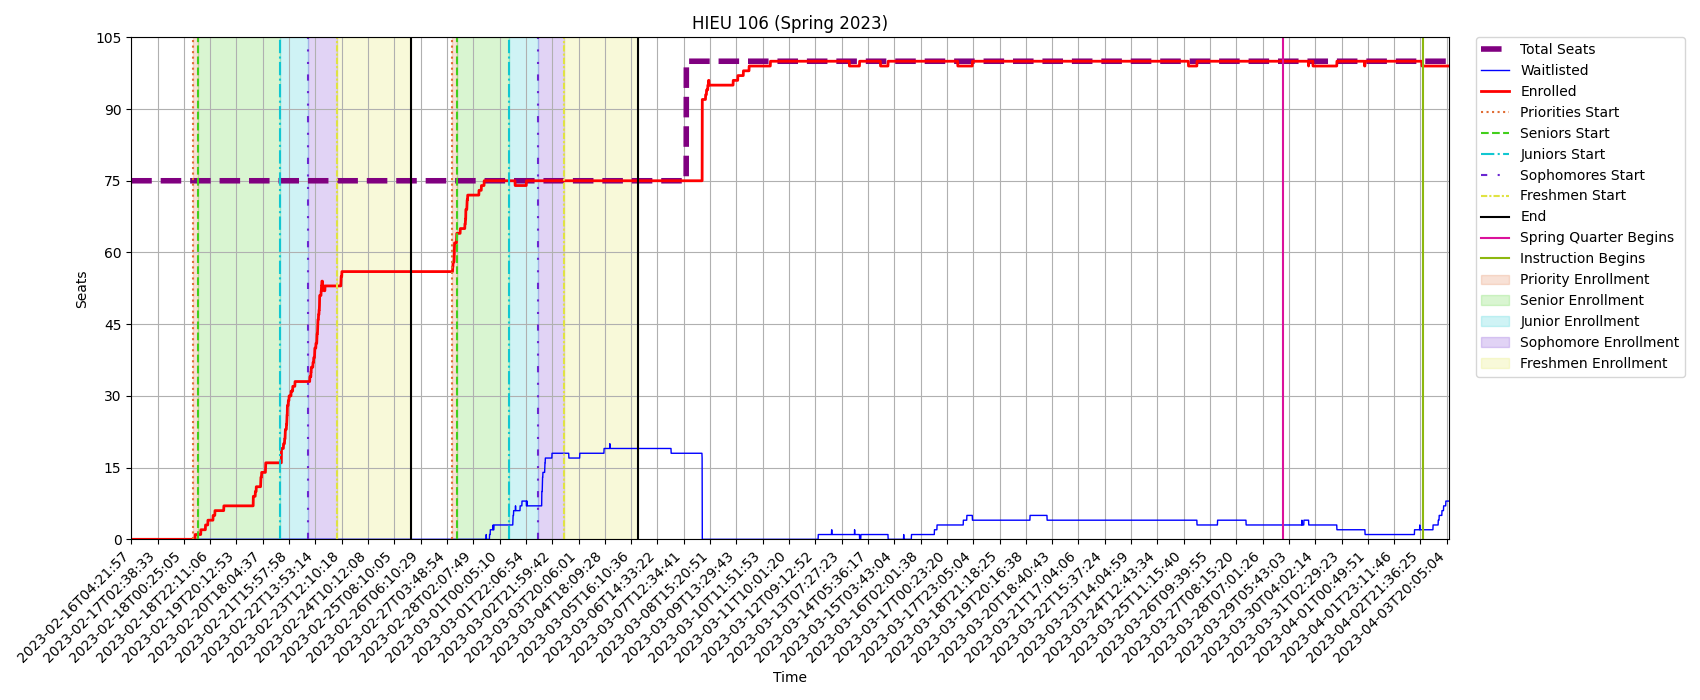 HIEU 106 (Spring 2023)
105
90
75
60
45
30
15
0
Seats
2023-02-16T04:21:57
2023-02-17T02:38:33
2023-02-18T00:25:05
2023-02-18T22:11:06
2023-02-19T20:12:53
2023-02-20T18:04:37
2023-02-21T15:57:58
2023-02-22T13:53:14
2023-02-23T12:10:18
2023-02-24T10:12:08
2023-02-25T08:10:05
2023-02-26T06:10:29
2023-02-27T03:48:54
2023-02-28T02:07:49
2023-03-01T00:05:10
2023-03-01T22:06:54
2023-03-02T21:59:42
2023-03-03T20:06:01
2023-03-04T18:09:28
2023-03-05T16:10:36
2023-03-06T14:33:22
2023-03-07T12:34:41
2023-03-08T15:20:51
2023-03-09T13:29:43
2023-03-10T11:51:53
2023-03-11T10:01:20
2023-03-12T09:12:52
2023-03-13T07:27:23
2023-03-14T05:36:17
2023-03-15T03:43:04
2023-03-16T02:01:38
2023-03-17T00:23:20
2023-03-17T23:05:04
2023-03-18T21:18:25
2023-03-19T20:16:38
2023-03-20T18:40:43
2023-03-21T17:04:06
2023-03-22T15:37:24
2023-03-23T14:04:59
2023-03-24T12:43:34
2023-03-25T11:15:40
2023-03-26T09:39:55
2023-03-27T08:15:20
2023-03-28T07:01:26
2023-03-29T05:43:03
2023-03-30T04:02:14
2023-03-31T02:29:23
2023-04-01T00:49:51
2023-04-01T23:11:46
2023-04-02T21:36:25
2023-04-03T20:05:04
Time
Total Seats
Waitlisted
Enrolled
Priorities Start
Seniors Start
Juniors Start
Sophomores Start
Freshmen Start
End
Spring Quarter Begins
Instruction Begins
Priority Enrollment
Senior Enrollment
Junior Enrollment
Sophomore Enrollment
Freshmen Enrollment